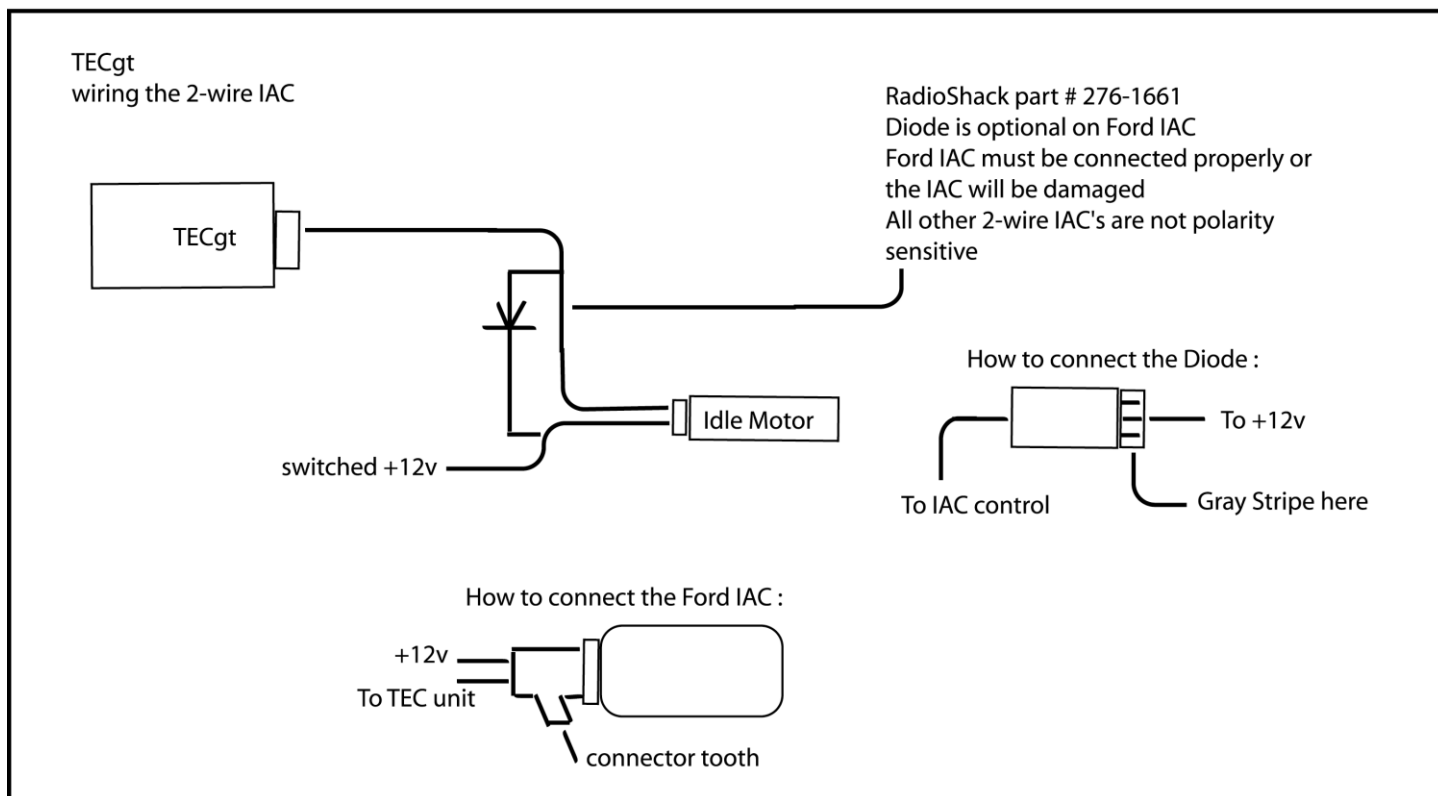 TECgt
wiring the 2-wire IAC
RadioShack part # 276-1661
Diode is optional on Ford IAC
Ford IAC must be connected properly or
the IAC will be damaged
All other 2-wire IAC's are not polarity
sensitive
TECgt
Idle Motor
switched +12v
How to connect the Diode :
To +12v
To IAC control
Gray Stripe here
How to connect the Ford IAC :
+12v
To TEC unit
connector tooth